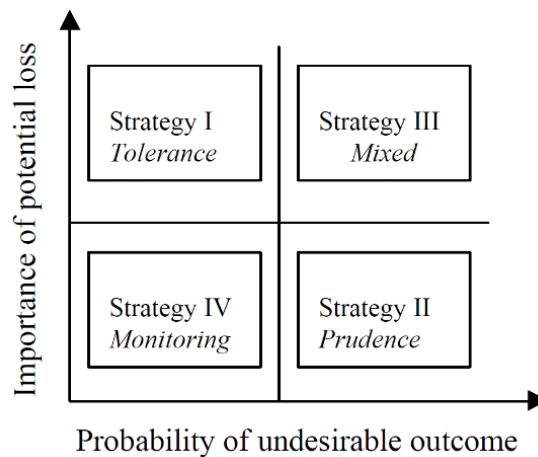 Importance of potential loss
Strategy I
Tolerance
Strategy III
Mixed
Strategy IV
Monitoring
Strategy II
Prudence
Probability of undesirable outcome